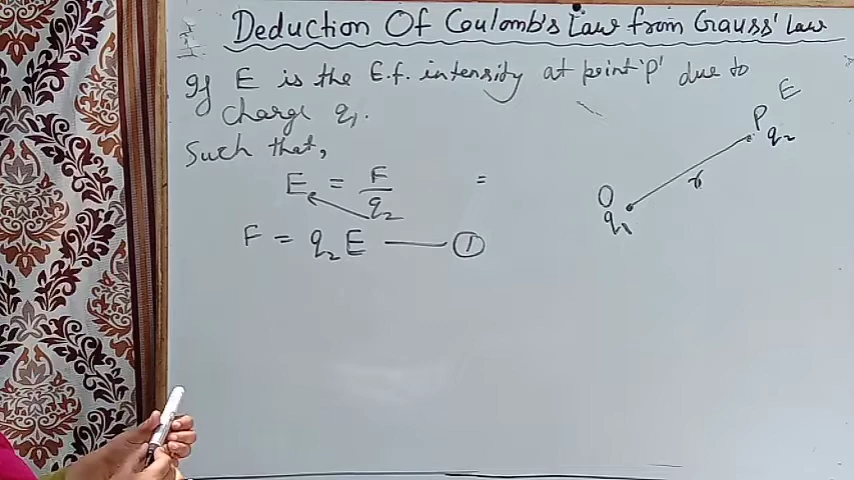 Deduction Of Coulomb's Law from Gauss' Law
If E is the E.f. intensity at point 'P' due to
charge q₁.
Such that,
E = F/q₂ =
F = q₂E —— ①
E
P
q₂
r
O
q₁